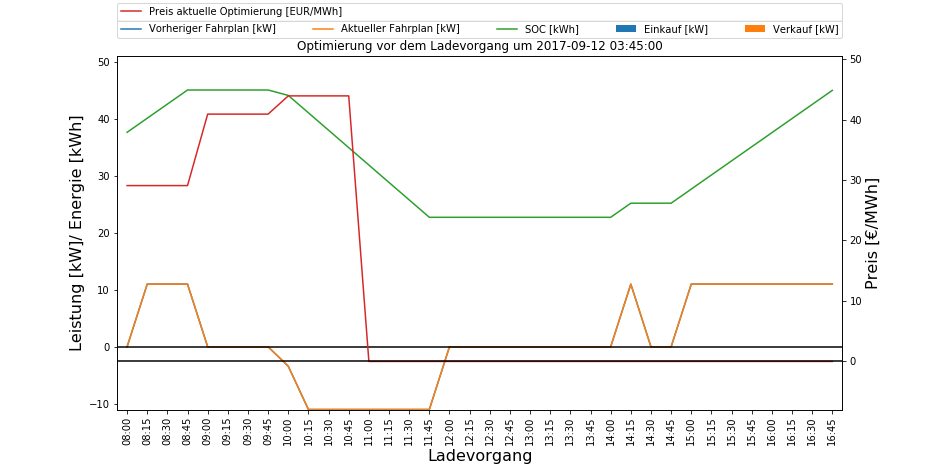 Preis aktuelle Optimierung [EUR/MWh]
Vorheriger Fahrplan [kW] Aktueller Fahrplan [kW] SOC [kWh] Einkauf [kW] Verkauf [kW]
Optimierung vor dem Ladevorgang um 2017-09-12 03:45:00
Leistung [kW]/ Energie [kWh]
50
40
30
20
10
0
−10
50
40
30
20
10
0
Preis [€/MWh]
08:00 08:15 08:30 08:45 09:00 09:15 09:30 09:45 10:00 10:15 10:30 10:45 11:00 11:15 11:30 11:45 12:00 12:15 12:30 12:45 13:00 13:15 13:30 13:45 14:00 14:15 14:30 14:45 15:00 15:15 15:30 15:45 16:00 16:15 16:30 16:45
Ladevorgang